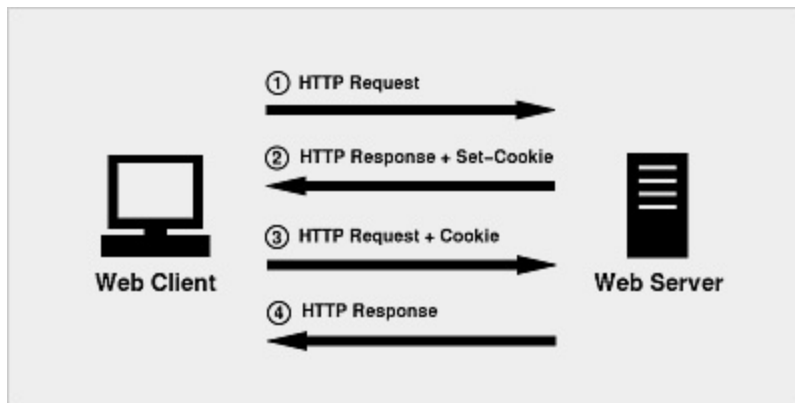 ① HTTP Request
② HTTP Response + Set-Cookie
③ HTTP Request + Cookie
Web Client
Web Server
④ HTTP Response